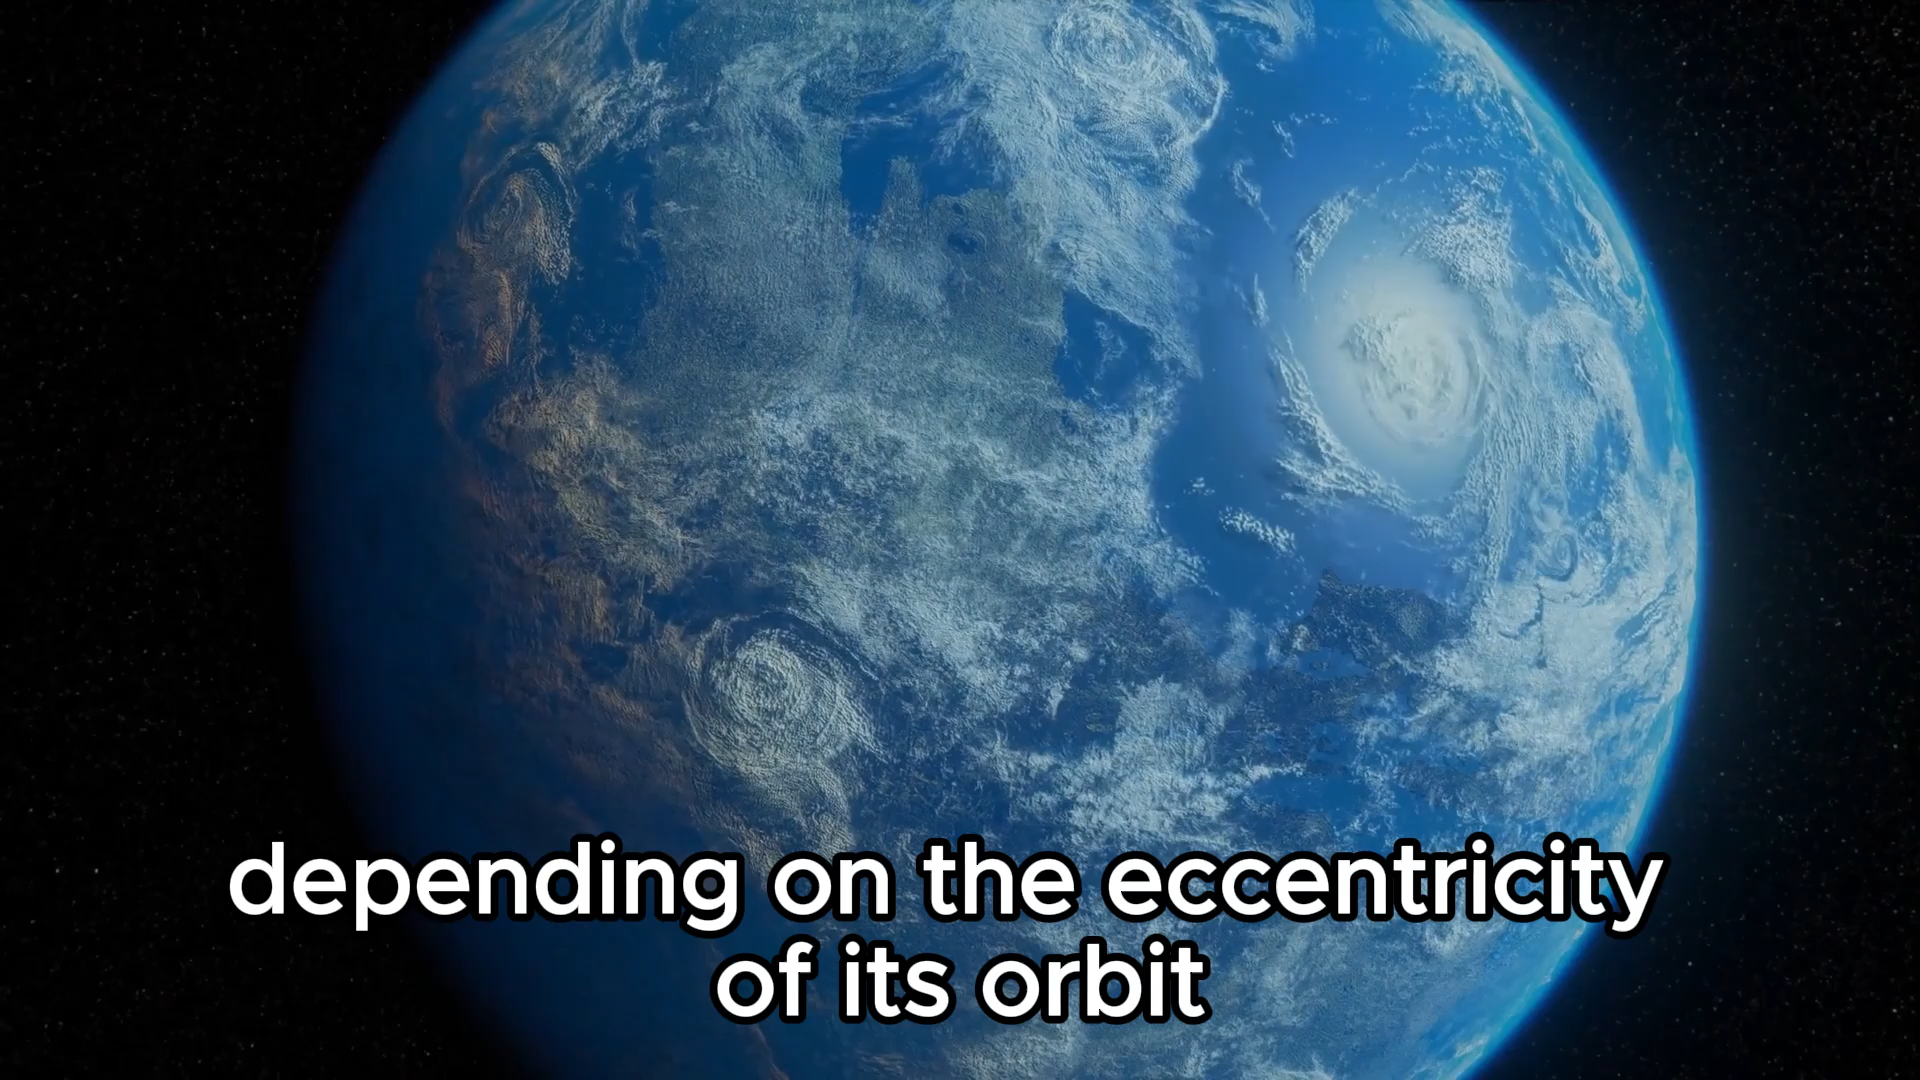 depending on the eccentricity
of its orbit